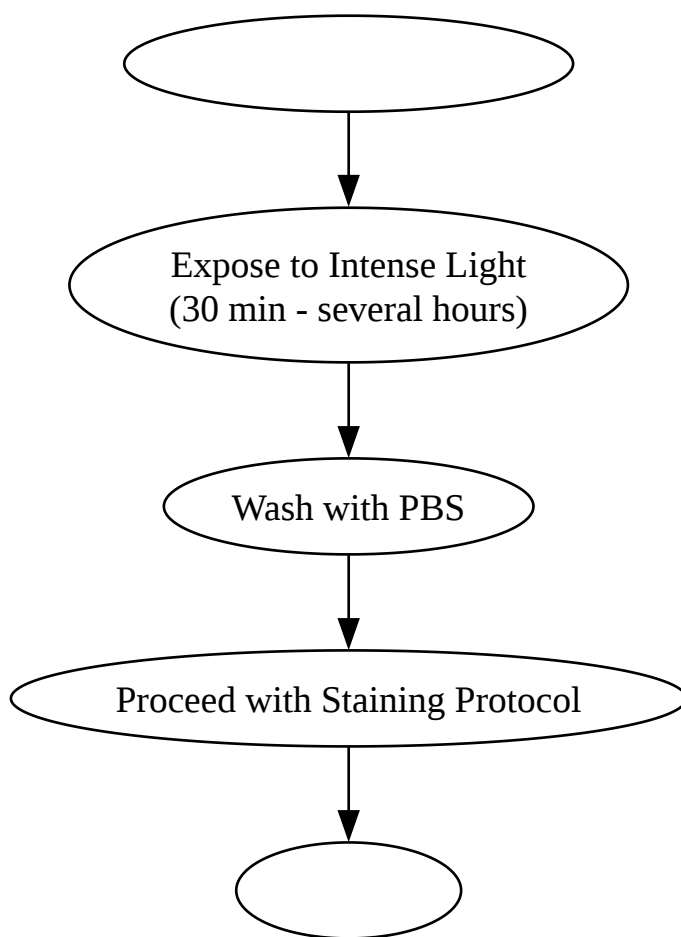 Expose to Intense Light
(30 min - several hours)
Wash with PBS
Proceed with Staining Protocol